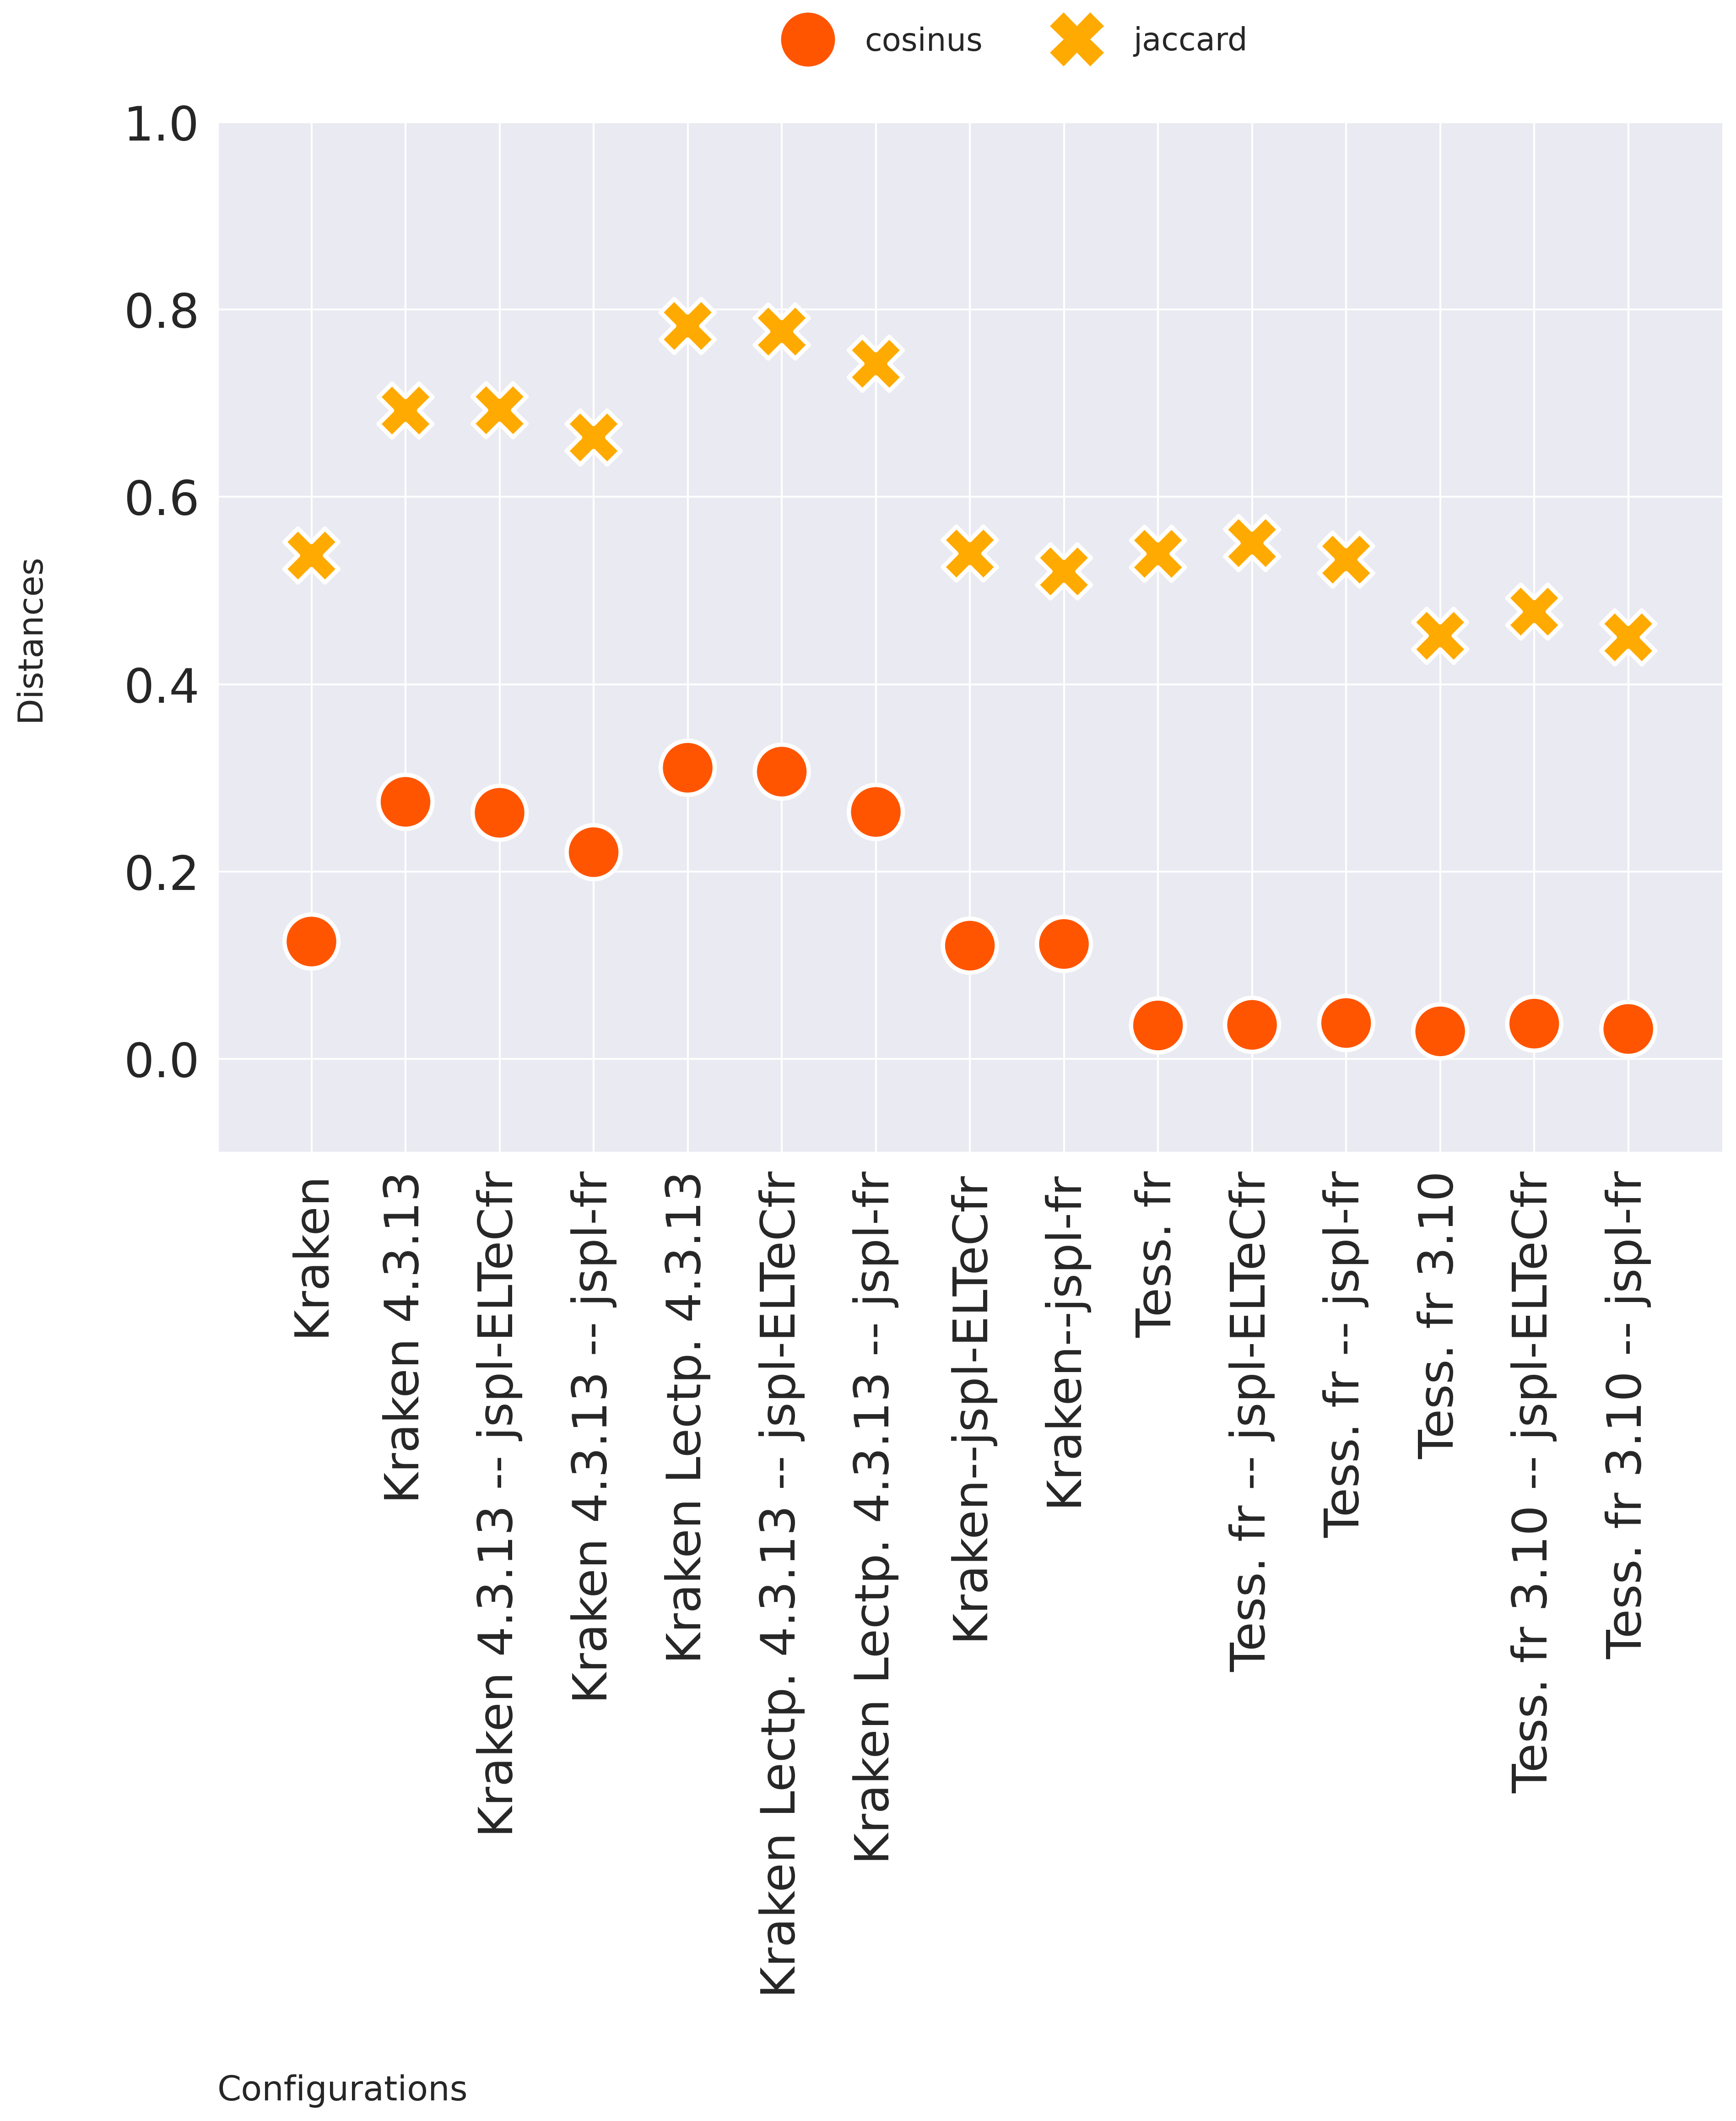 cosinus
jaccard
Distances
1.0
0.8
0.6
0.4
0.2
0.0
Kraken
Kraken 4.3.13
Kraken 4.3.13 -- jspl-ELTeCfr
Kraken 4.3.13 -- jspl-fr
Kraken Lectp. 4.3.13
Kraken Lectp. 4.3.13 -- jspl-ELTeCfr
Kraken Lectp. 4.3.13 -- jspl-fr
Kraken--jspl-ELTeCfr
Kraken--jspl-fr
Tess. fr
Tess. fr -- jspl-ELTeCfr
Tess. fr -- jspl-fr
Tess. fr 3.10
Tess. fr 3.10 -- jspl-ELTeCfr
Tess. fr 3.10 -- jspl-fr
Configurations